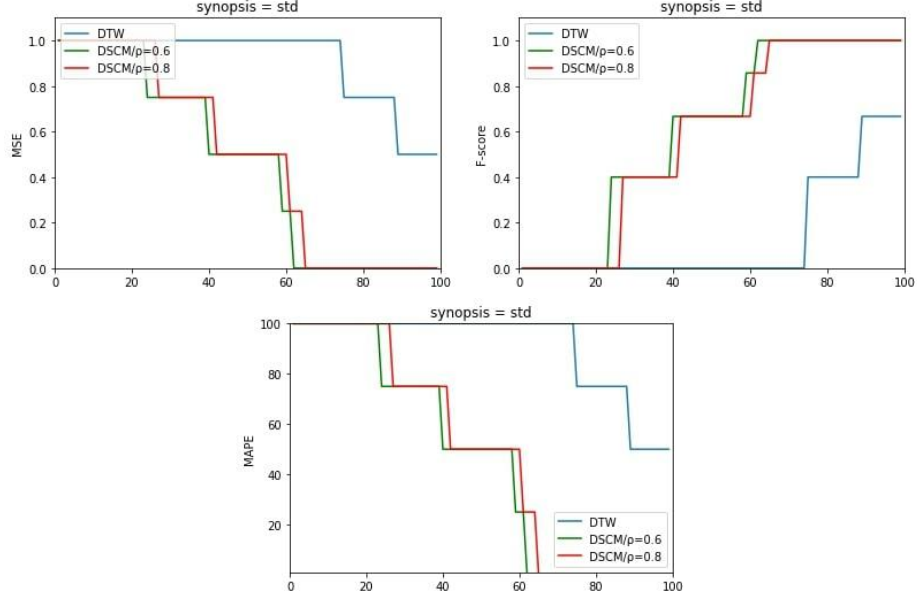 synopsis = std
MSE
1.0
0.8
0.6
0.4
0.2
0.0
0 20 40 60 80 100
DTW
DSCM/ρ=0.6
DSCM/ρ=0.8
synopsis = std
F-score
1.0
0.8
0.6
0.4
0.2
0.0
0 20 40 60 80 100
DTW
DSCM/ρ=0.6
DSCM/ρ=0.8
synopsis = std
MAPE
100
80
60
40
20
0 20 40 60 80 100
DTW
DSCM/ρ=0.6
DSCM/ρ=0.8